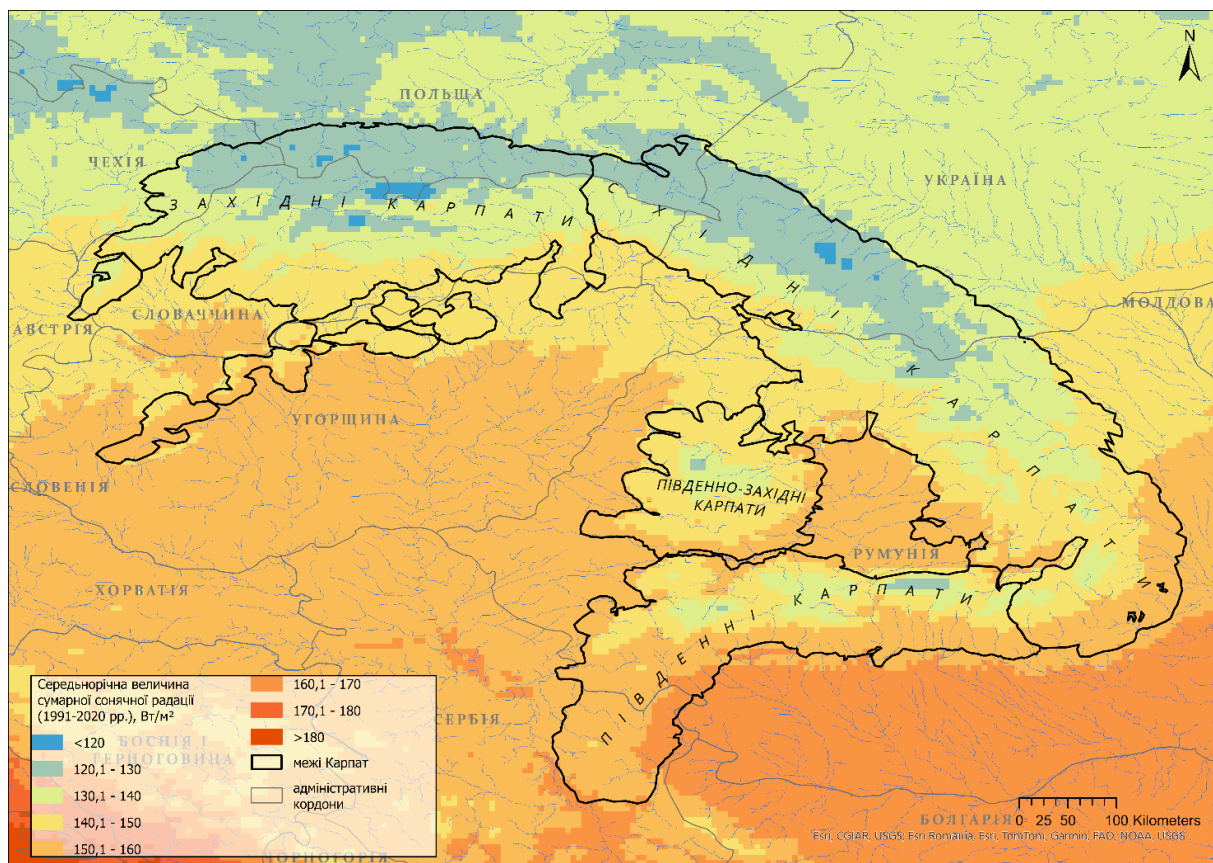 N
ПОЛЬЩА
ЧЕХІЯ
УКРАЇНА
ЗАХІДНІ КАРПАТИ
СХІДНІ КАРПАТИ
МОЛДОВА
АВСТРІЯ
СЛОВАЧЧИНА
УГОРЩИНА
СЛОВЕНІЯ
ПІВДЕННО-ЗАХІДНІ
КАРПАТИ
РУМУНІЯ
ХОРВАТІЯ
ПІВДЕННІ КАРПАТИ
СЕРБІЯ
БОСНІЯ І
ГЕРЦОГОВИНА
ЧОРНОГОРІЯ
БОЛГАРІЯ
Середньорічна величина
сумарної сонячної радації
(1991-2020 рр.), Вт/м²
<120
120,1 - 130
130,1 - 140
140,1 - 150
150,1 - 160
160,1 - 170
170,1 - 180
>180
межі Карпат
адміністративні
кордони
0 25 50 100 Kilometers
Esri, CGIAR, USGS, Esri Romania, Esri, TomTom, Garmin, FAO, NOAA, USGS